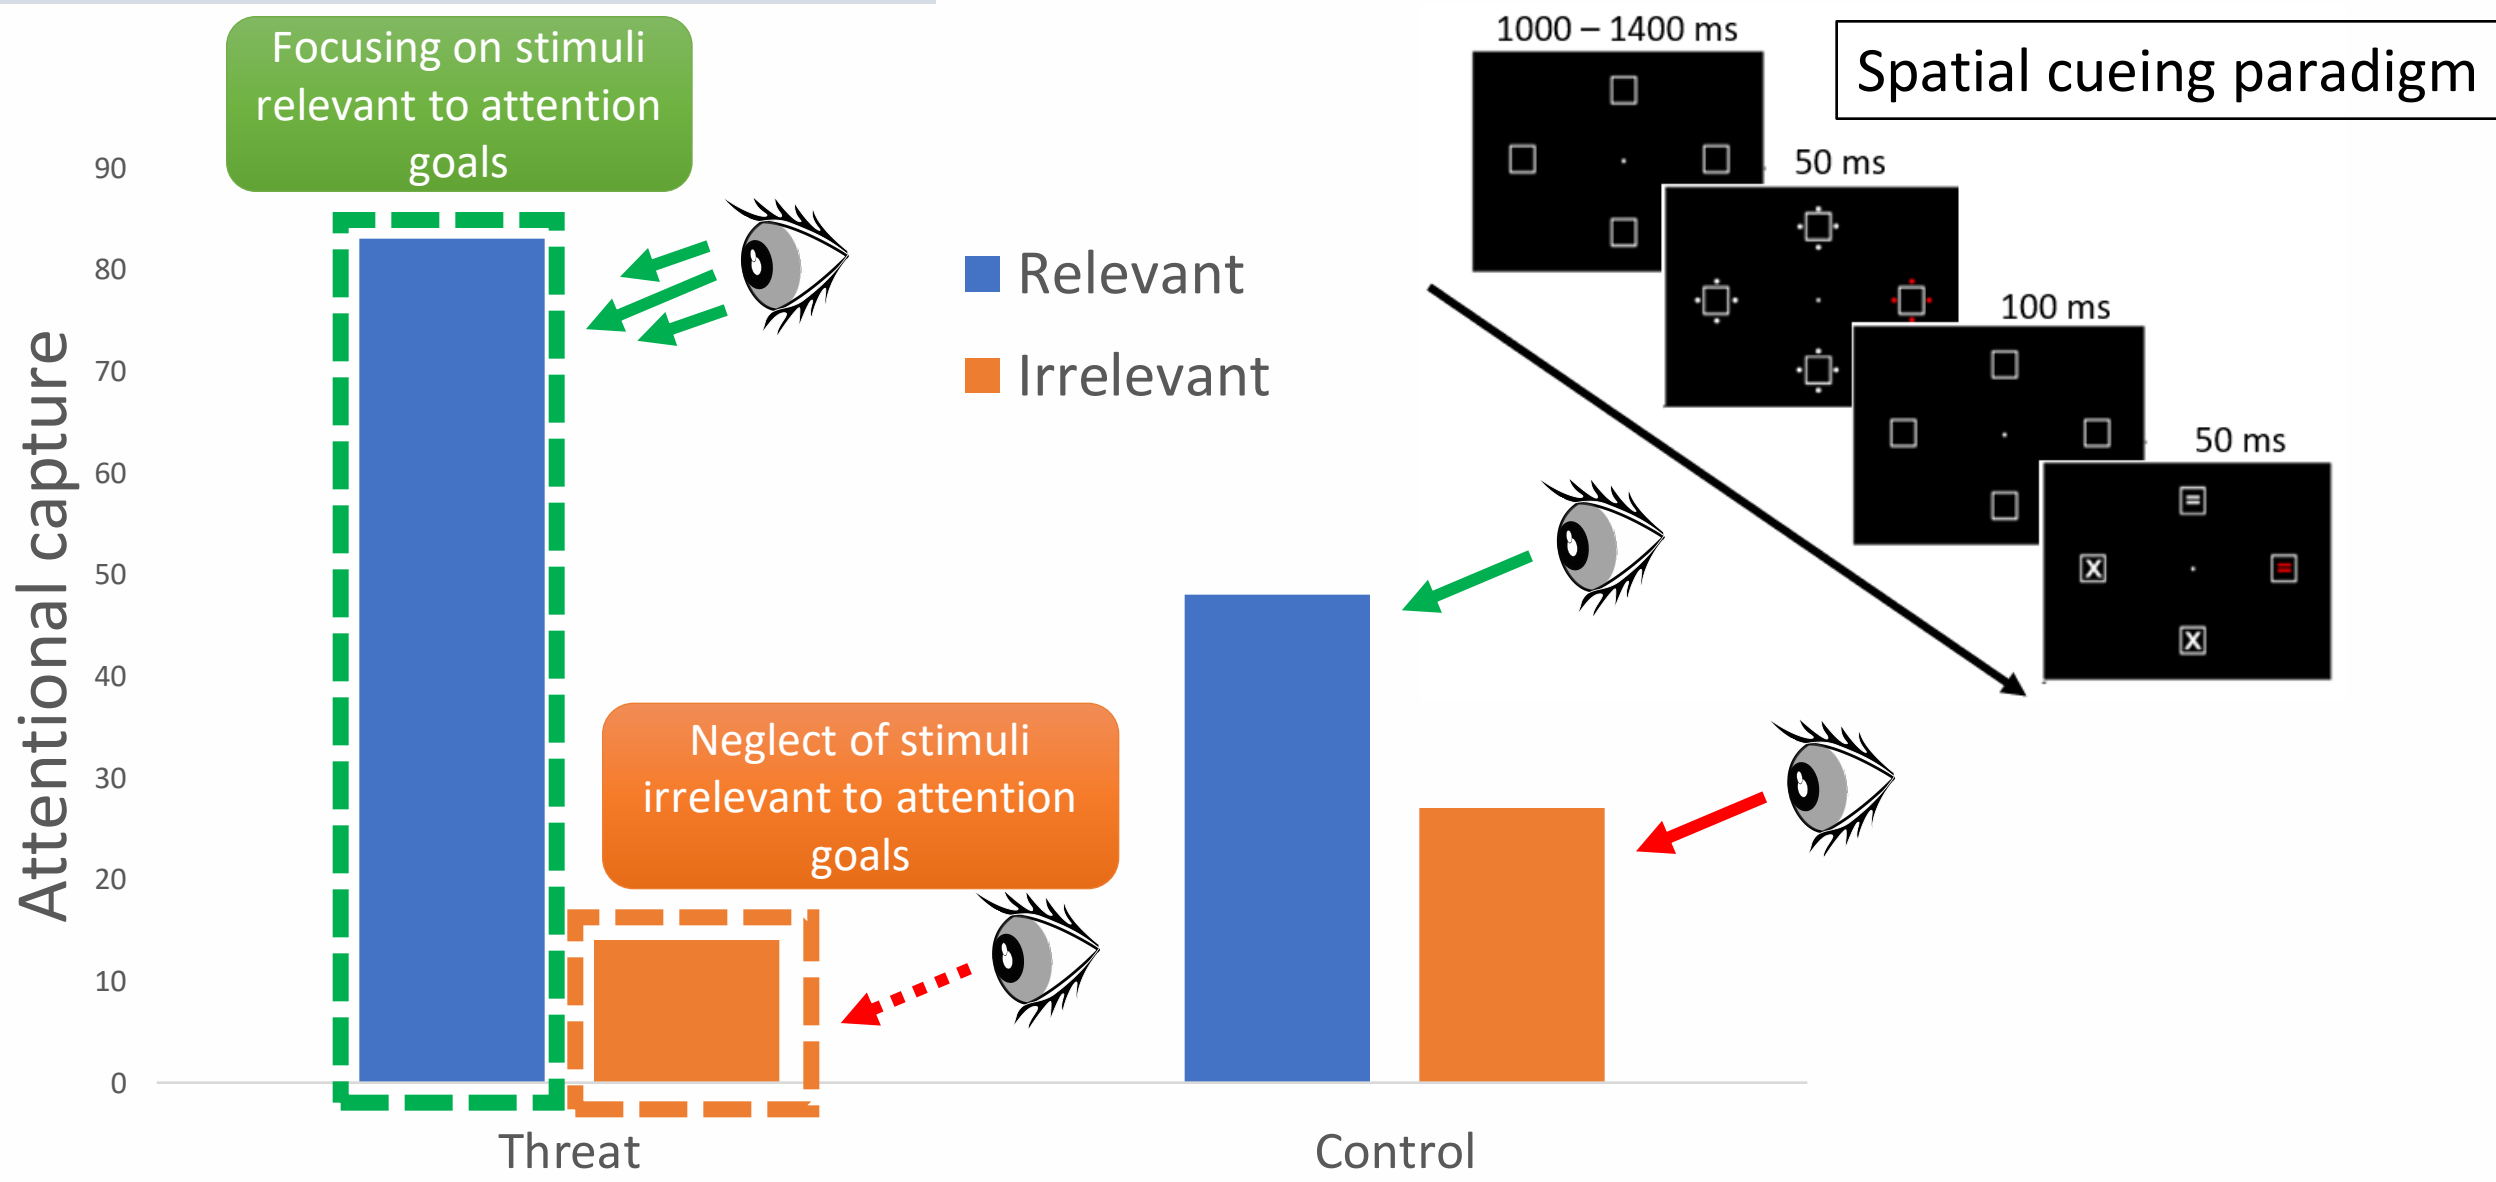 Focusing on stimuli
relevant to attention
goals
1000 – 1400 ms
Spatial cueing paradigm
50 ms
100 ms
50 ms
=
X
=
X
Relevant
Irrelevant
Attentional capture
90
80
70
60
50
40
30
20
10
0
Neglect of stimuli
irrelevant to attention
goals
Threat
Control